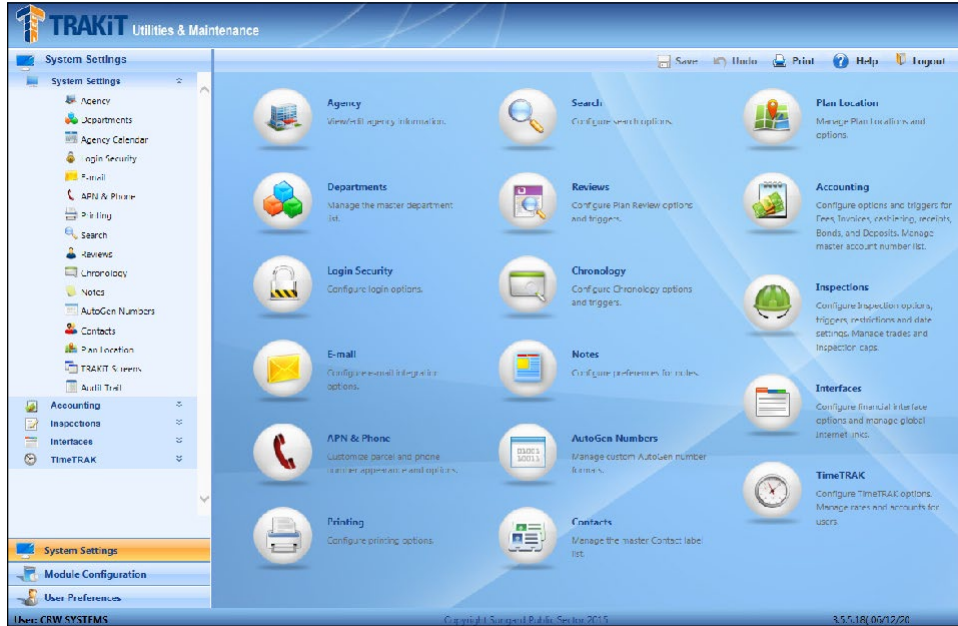 TRAKiT Utilities & Maintenance
System Settings
Save Undo Print Help Logout
System Settings
Agency
Departments
Agency Calendar
Login Security
E-mail
APN & Phone
Printing
Search
Reviews
Chronology
Notes
AutoGen Numbers
Contacts
Plan Location
TRAKiT Screens
Audit Trail
Accounting
Inspections
Interfaces
TimeTRAK
System Settings
Module Configuration
User Preferences
Agency
View/edit agency information.
Departments
Manage the master department
list.
Login Security
Configure login options.
E-mail
Configure e-mail integration
options.
APN & Phone
Customize parcel and phone
number appearance and options.
Printing
Configure printing options.
Search
Configure search options.
Reviews
Configure Plan Review options
and triggers.
Chronology
Configure Chronology options
and triggers.
Notes
Configure preferences for notes.
AutoGen Numbers
Manage custom AutoGen number
formats.
Contacts
Manage the master Contact label
list.
Plan Location
Manage Plan Locations and
options.
Accounting
Configure options and triggers for
Fees, Invoices, cashiering, receipts,
Bonds, and Deposits. Manage
master account number list.
Inspections
Configure Inspection options,
triggers, restrictions and date
settings. Manage trades and
inspection caps.
Interfaces
Configure financial interface
options and manage global
Internet links.
TimeTRAK
Configure TimeTRAK options.
Manage rates and accounts for
users.
01001
10011
User: CRW SYSTEMS
Copyright Sungard Public Sector 2015
3.5.5.18( 06/12/20